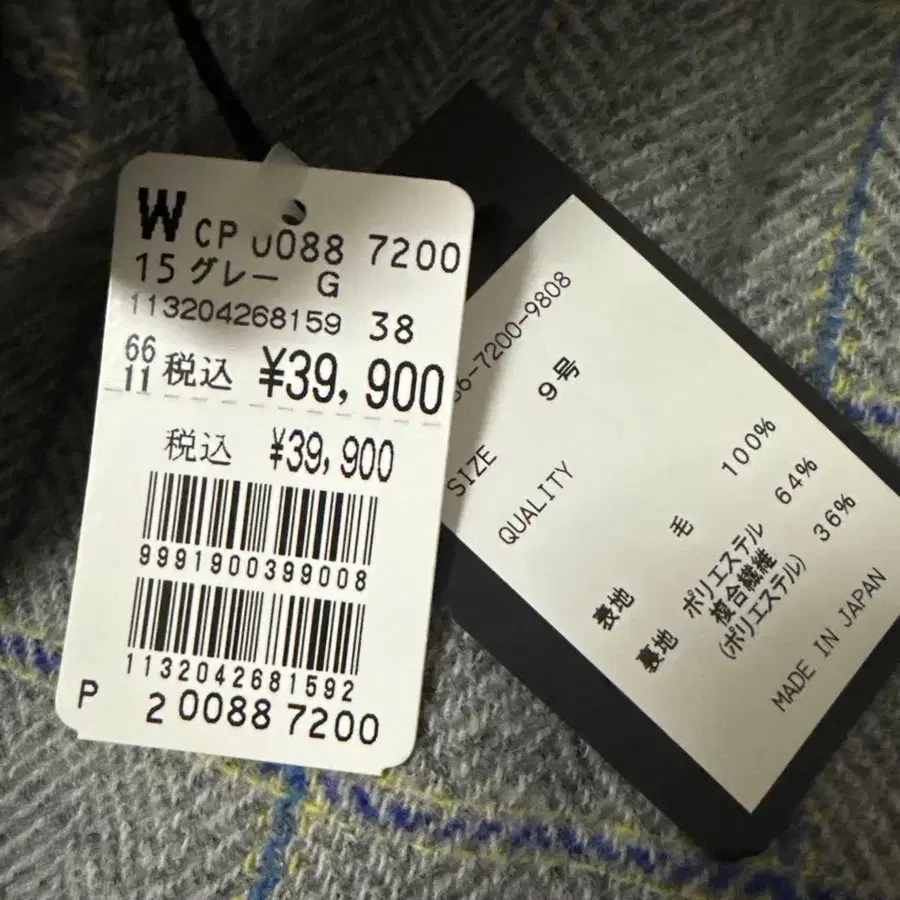 W CP 0088 7200
15 グレー G
113204268159 38
66
11 税込 ¥39,900
税込 ¥39,900
9991900399008
1132042681592
P 2 0088 7200
6-7200-9808
SIZE 9号
QUALITY
表地 毛 100%
裏地 ポリエステル 64%
複合繊維 36%
(ポリエステル)
MADE IN JAPAN